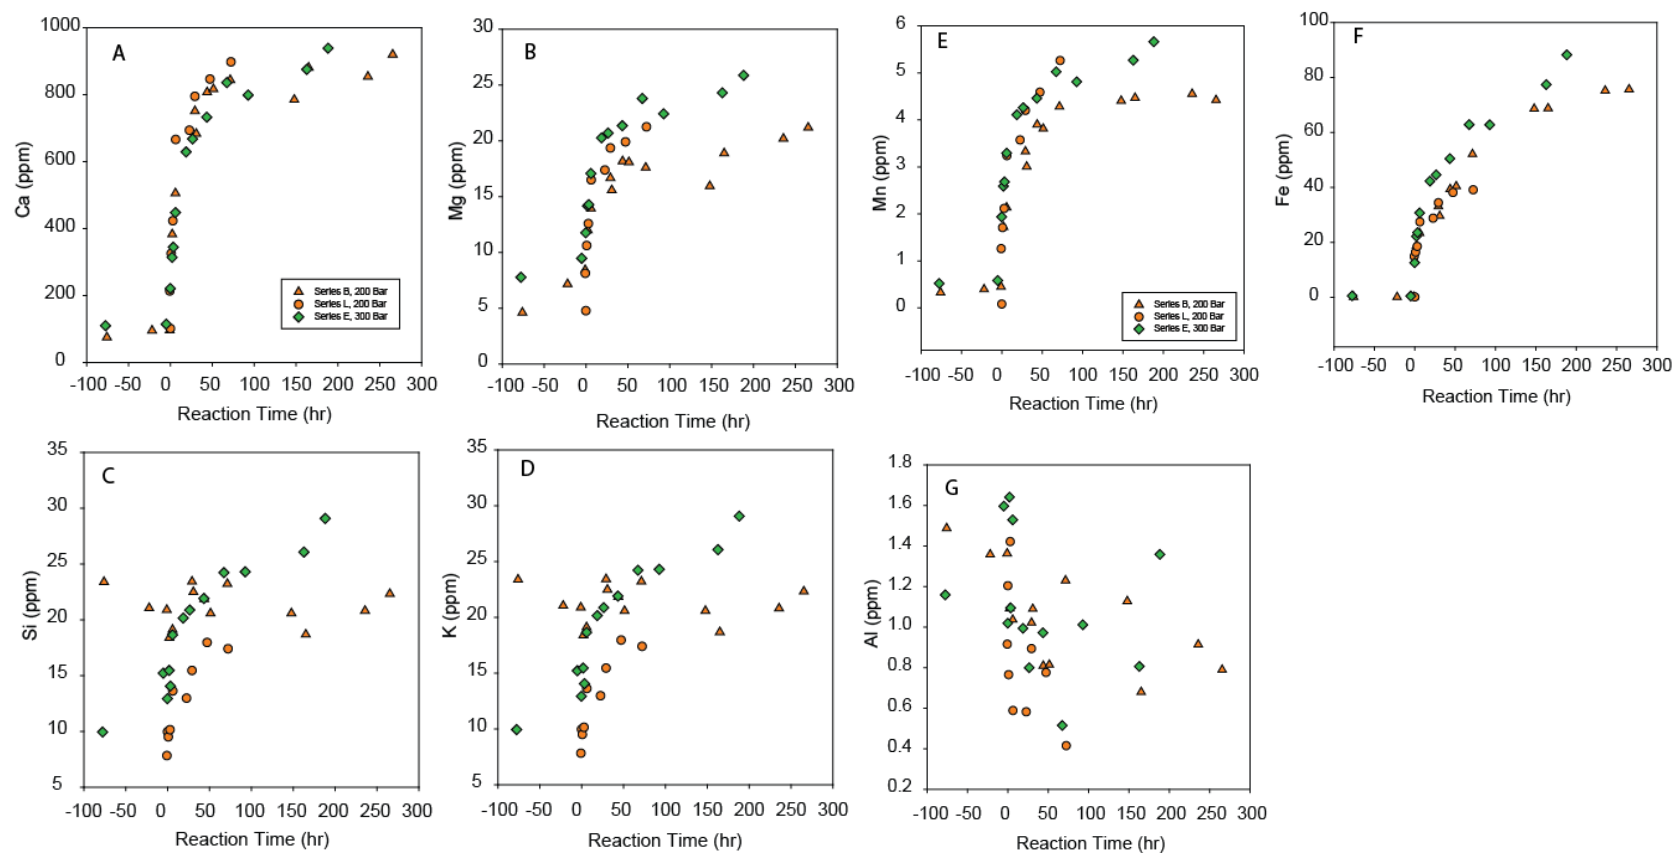 A
Ca (ppm)
1000
800
600
400
200
0
Series B, 200 Bar
Series L, 200 Bar
Series E, 300 Bar
-100 -50 0 50 100 150 200 250 300
Reaction Time (hr)
B
Mg (ppm)
30
25
20
15
10
5
0
-100 -50 0 50 100 150 200 250 300
Reaction Time (hr)
E
Mn (ppm)
6
5
4
3
2
1
0
Series B, 200 Bar
Series L, 200 Bar
Series E, 300 Bar
-100 -50 0 50 100 150 200 250 300
Reaction Time (hr)
F
Fe (ppm)
100
80
60
40
20
0
-100 -50 0 50 100 150 200 250 300
Reaction Time (hr)
C
Si (ppm)
35
30
25
20
15
10
5
-100 -50 0 50 100 150 200 250 300
Reaction Time (hr)
D
K (ppm)
35
30
25
20
15
10
5
-100 -50 0 50 100 150 200 250 300
Reaction Time (hr)
G
Al (ppm)
1.8
1.6
1.4
1.2
1.0
0.8
0.6
0.4
0.2
-100 -50 0 50 100 150 200 250 300
Reaction Time (hr)